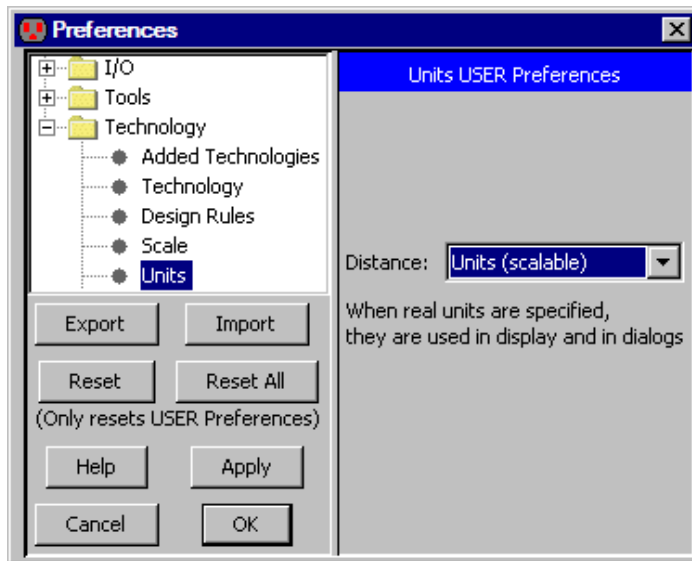 Preferences
I/O
Tools
Technology
Added Technologies
Technology
Design Rules
Scale
Units
Export
Import
Reset
Reset All
(Only resets USER Preferences)
Help
Apply
Cancel
OK
Units USER Preferences
Distance: Units (scalable)
When real units are specified,
they are used in display and in dialogs